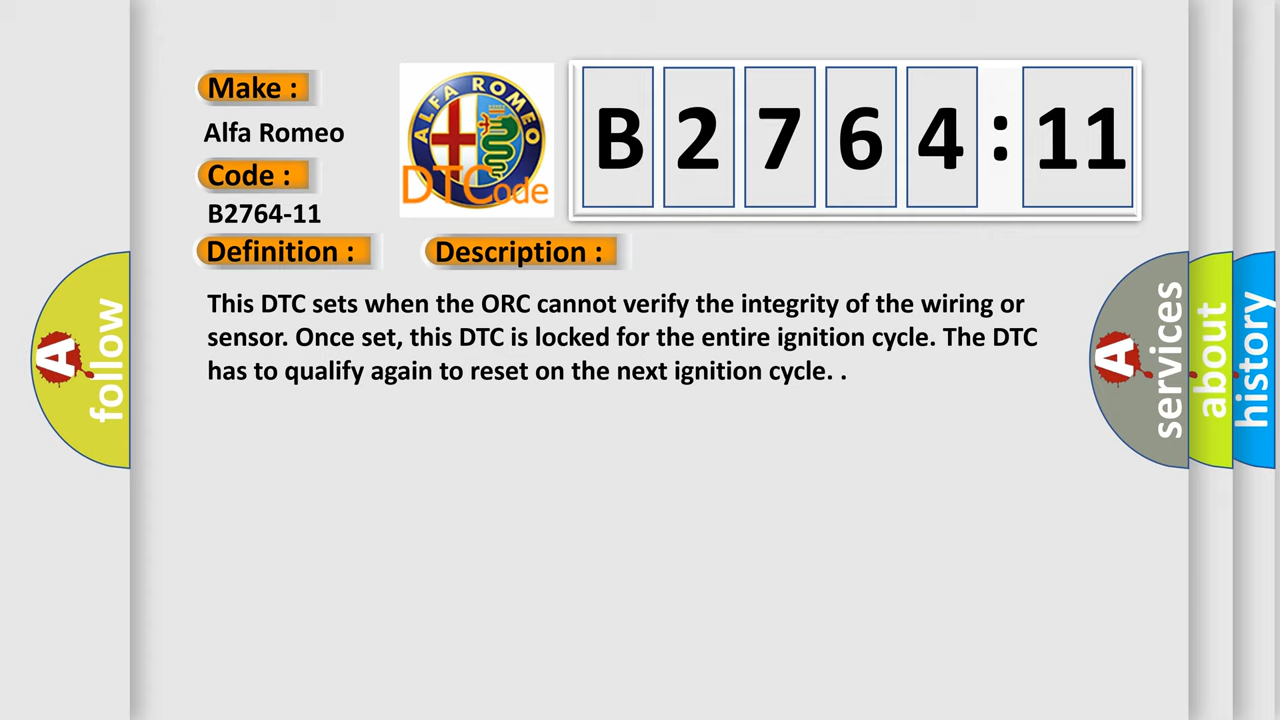 Make :
Alfa Romeo
Code :
B2764-11
ALFA ROMEO
DTCode
B 2 7 6 4 : 11
Definition :
Description :
This DTC sets when the ORC cannot verify the integrity of the wiring or
sensor. Once set, this DTC is locked for the entire ignition cycle. The DTC
has to qualify again to reset on the next ignition cycle. .
A follow
A services
about
history